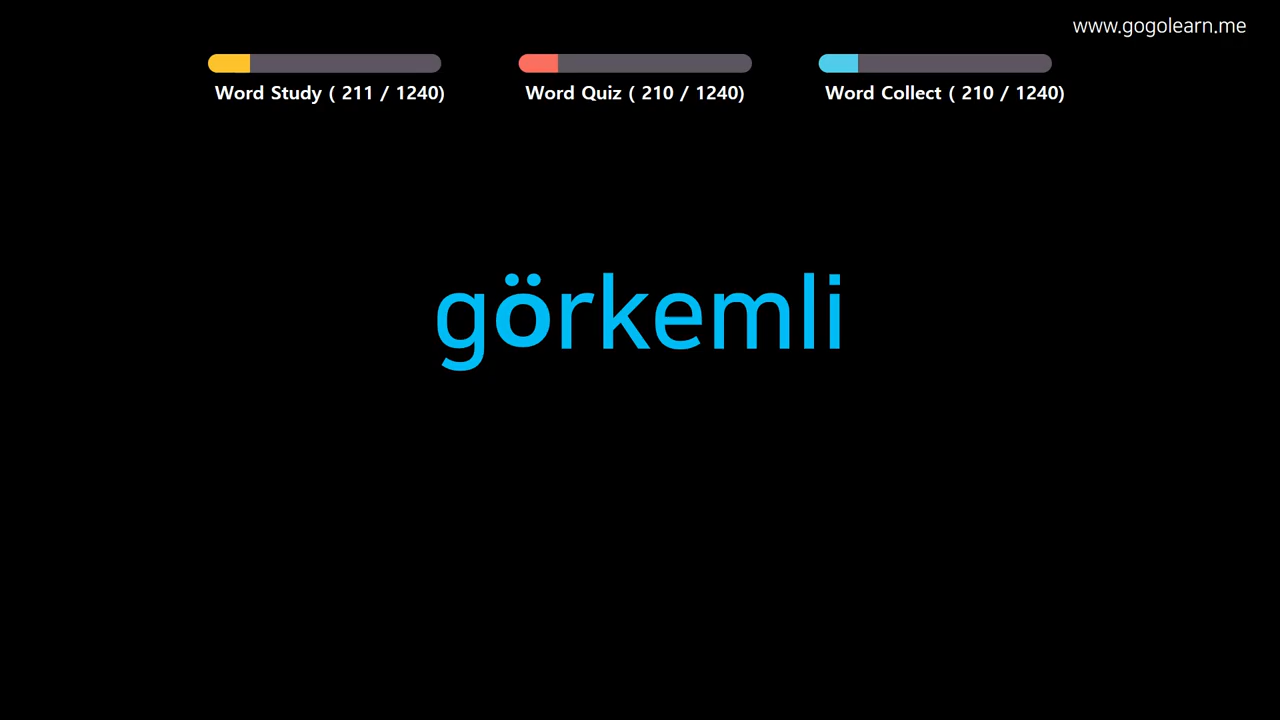 www.gogolearn.me
Word Study ( 211 / 1240)
Word Quiz ( 210 / 1240)
Word Collect ( 210 / 1240)
görkemli